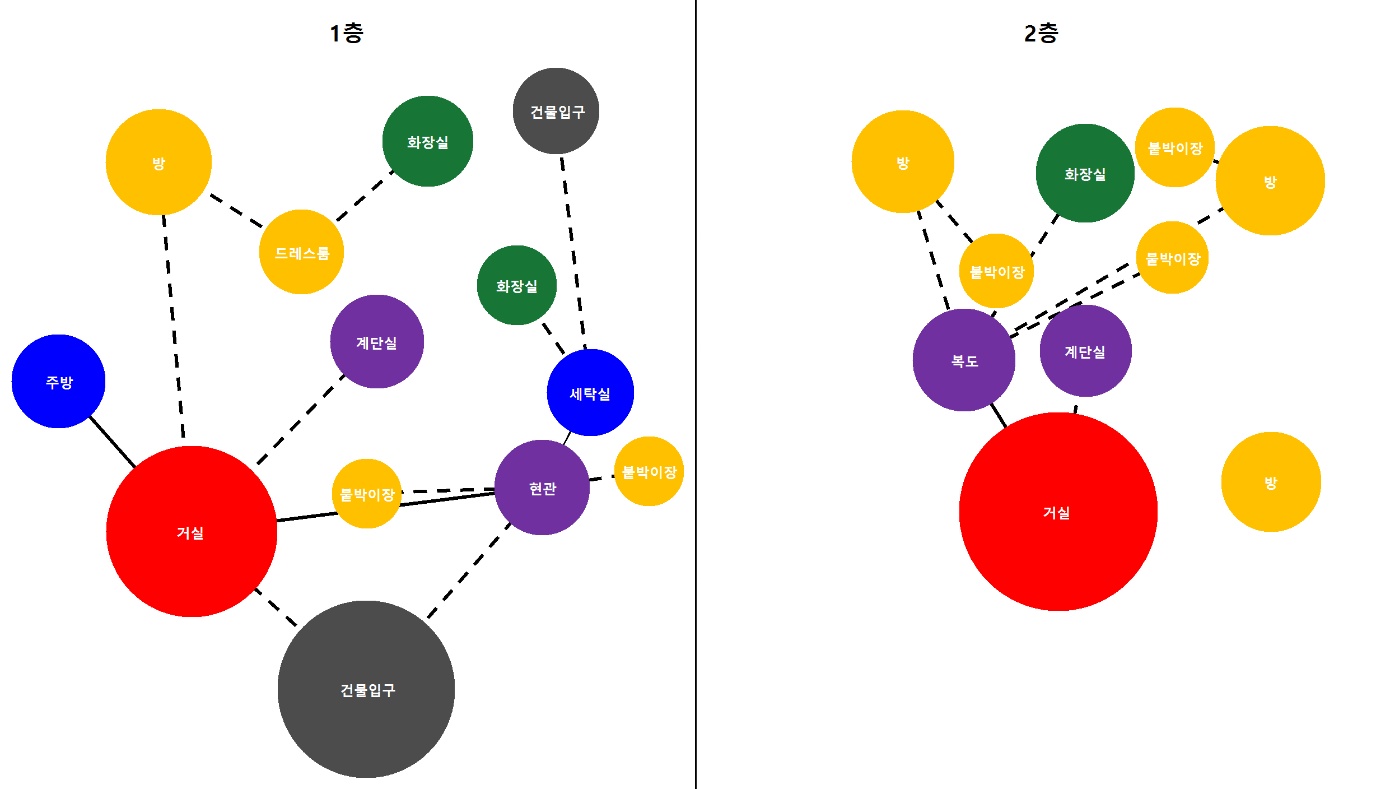 1층
건물입구
화장실
방
드레스룸
화장실
계단실
주방
세탁실
붙박이장
현관
붙박이장
거실
건물입구
2층
붙박이장
방
화장실
방
붙박이장
붙박이장
계단실
복도
방
거실